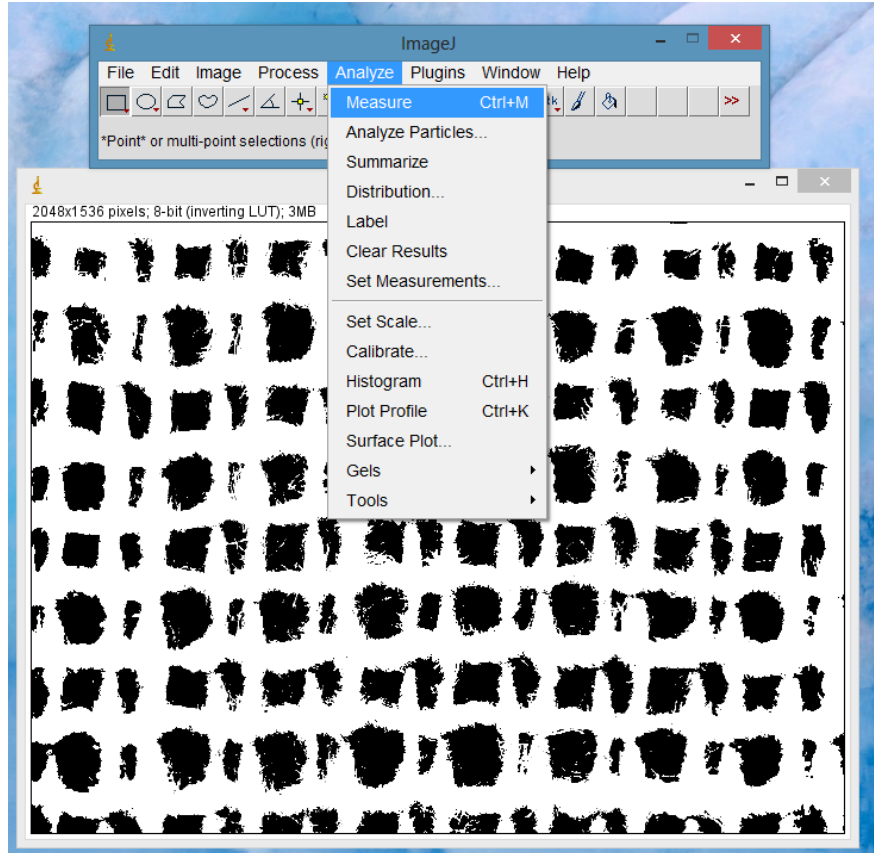 ImageJ
File Edit Image Process Analyze Plugins Window Help
Measure Ctrl+M
>>
*Point* or multi-point selections
Analyze Particles...
Summarize
Distribution...
2048x1536 pixels; 8-bit (inverting LUT); 3MB
Label
Clear Results
Set Measurements...
Set Scale...
Calibrate...
Histogram Ctrl+H
Plot Profile Ctrl+K
Surface Plot...
Gels
Tools